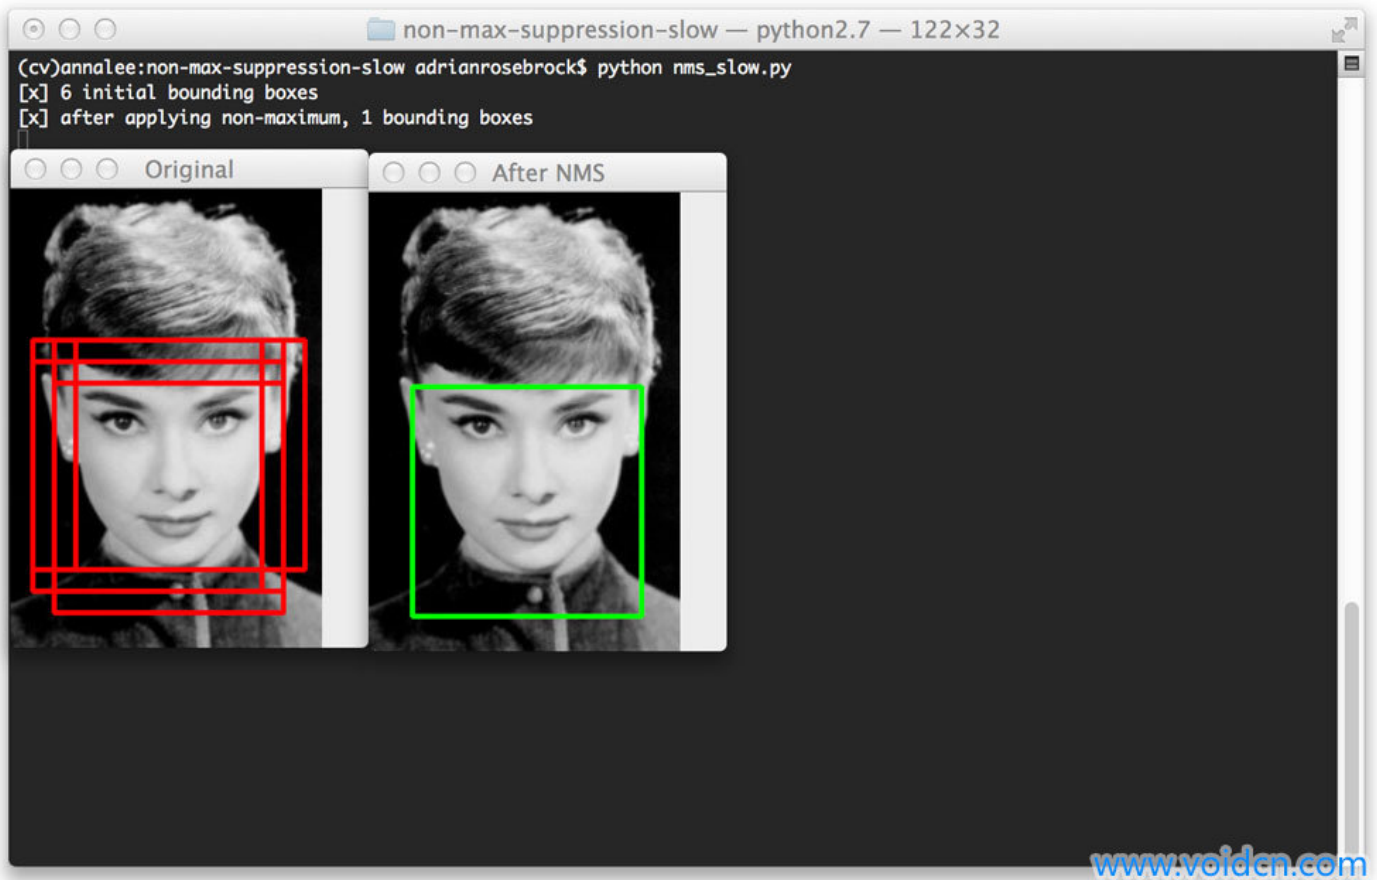 non-max-suppression-slow — python2.7 — 122×32
(cv)annalee:non-max-suppression-slow adrianrosebrock$ python nms_slow.py
[x] 6 initial bounding boxes
[x] after applying non-maximum, 1 bounding boxes
Original
After NMS
www.voidcn.com